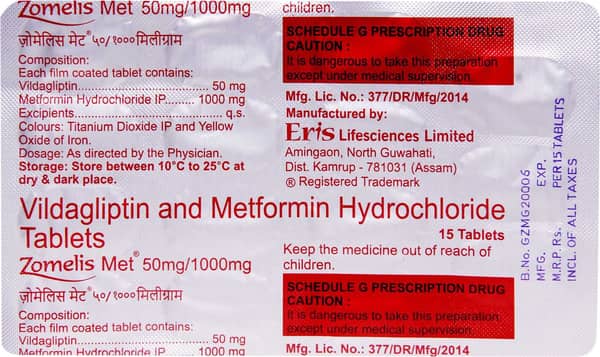 Zomelis Met 50mg/1000mg
ज़ोमेलिस मेट® ५०/१०००मिलीग्राम
Composition:
Each film coated tablet contains:
Vildagliptin.................................. 50 mg
Metformin Hydrochloride IP......... 1000 mg
Excipients....................................... q.s.
Colours: Titanium Dioxide IP and Yellow
Oxide of Iron.
Dosage: As directed by the Physician.
Storage: Store between 10°C to 25°C at
dry & dark place.
children.
SCHEDULE G PRESCRIPTION DRUG
CAUTION :
It is dangerous to take this preparation
except under medical supervision.
Mfg. Lic. No.: 377/DR/Mfg/2014
Manufactured by:
Eris Lifesciences Limited
Amingaon, North Guwahati,
Dist. Kamrup - 781031 (Assam)
® Registered Trademark
Vildagliptin and Metformin Hydrochloride
Tablets
15 Tablets
Zomelis Met® 50mg/1000mg
ज़ोमेलिस मेट® ५०/१०००मिलीग्राम
Composition:
Each film coated tablet contains:
Vildagliptin.................................. 50 mg
Metformin Hydrochloride IP......... 1000 mg
Keep the medicine out of reach of
children.
SCHEDULE G PRESCRIPTION DRUG
CAUTION :
It is dangerous to take this preparation
except under medical supervision.
Mfg. Lic. No.: 377/DR/Mfg/2014
B.No. GZMG20006
MFG. EXP.
M.R.P. Rs. PER 15 TABLETS
INCL. OF ALL TAXES